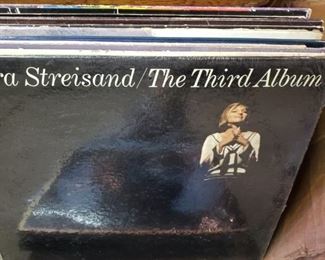 ra Streisand/The Third Album